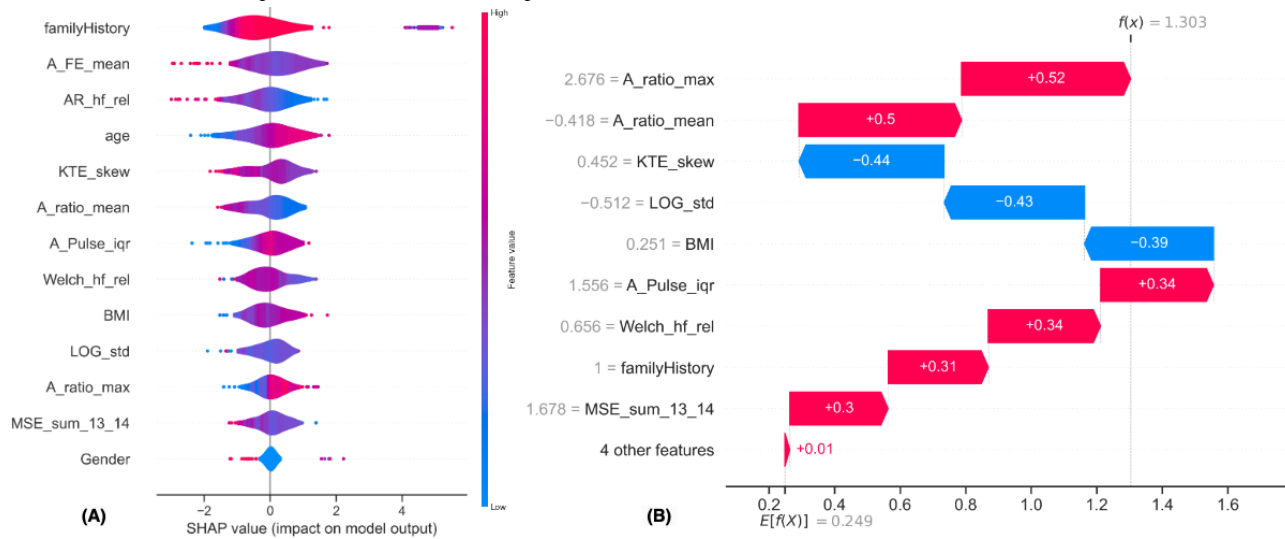 familyHistory
A_FE_mean
AR_hf_rel
age
KTE_skew
A_ratio_mean
A_Pulse_iqr
Welch_hf_rel
BMI
LOG_std
A_ratio_max
MSE_sum_13_14
Gender
−2 0 2 4
SHAP value (impact on model output)
(A)
High
Feature value
Low
f(x) = 1.303
2.676 = A_ratio_max +0.52
−0.418 = A_ratio_mean +0.5
0.452 = KTE_skew −0.44
−0.512 = LOG_std −0.43
0.251 = BMI −0.39
1.556 = A_Pulse_iqr +0.34
0.656 = Welch_hf_rel +0.34
1 = familyHistory +0.31
1.678 = MSE_sum_13_14 +0.3
4 other features +0.01
0.2 0.4 0.6 0.8 1.0 1.2 1.4 1.6
E[f(X)] = 0.249
(B)